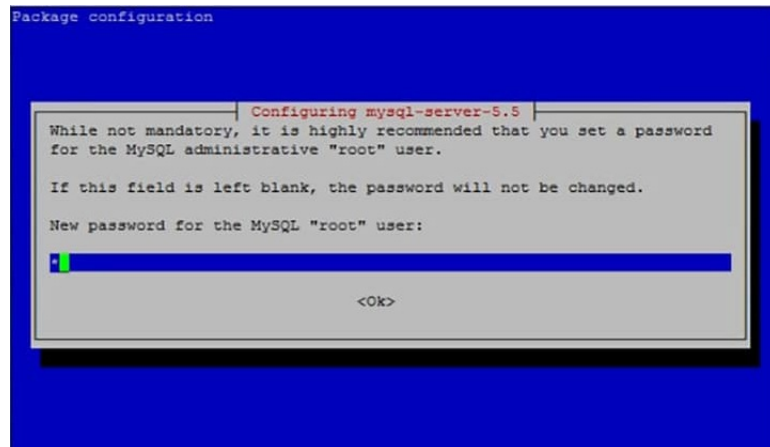 Package configuration
Configuring mysql-server-5.5
While not mandatory, it is highly recommended that you set a password
for the MySQL administrative "root" user.
If this field is left blank, the password will not be changed.
New password for the MySQL "root" user:
*
<Ok>